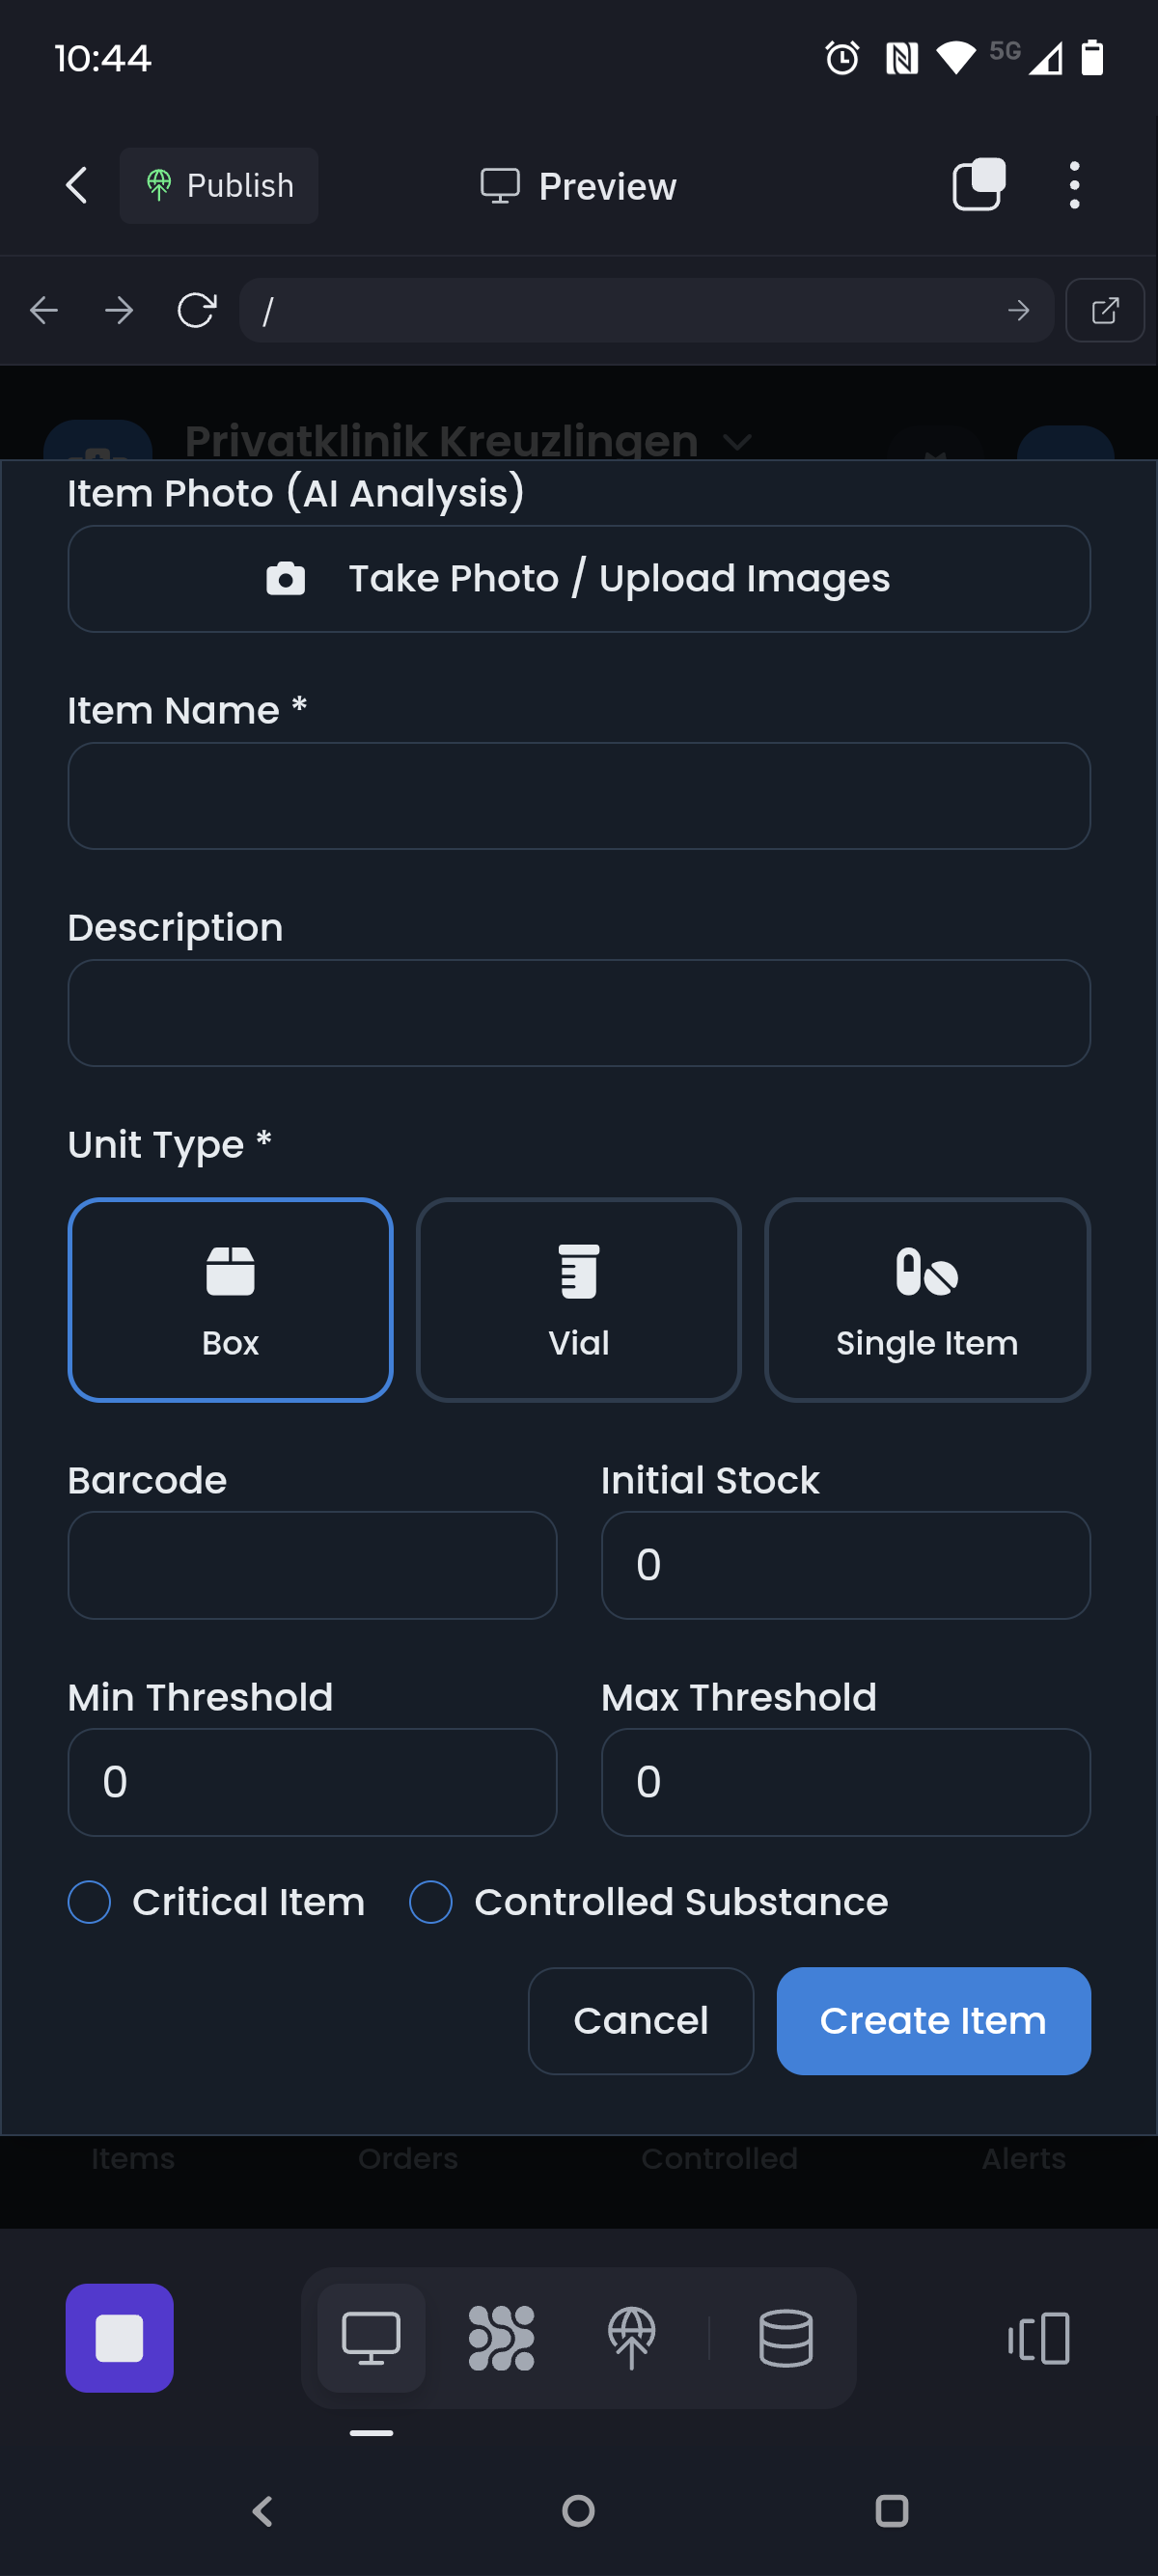 10:44
5G
Publish
Preview
/
Privatklinik Kreuzlingen
Item Photo (AI Analysis)
Take Photo / Upload Images
Item Name *
Description
Unit Type *
Box
Vial
Single Item
Barcode
Initial Stock
0
Min Threshold
Max Threshold
0
0
Critical Item
Controlled Substance
Cancel
Create Item
Items
Orders
Controlled
Alerts